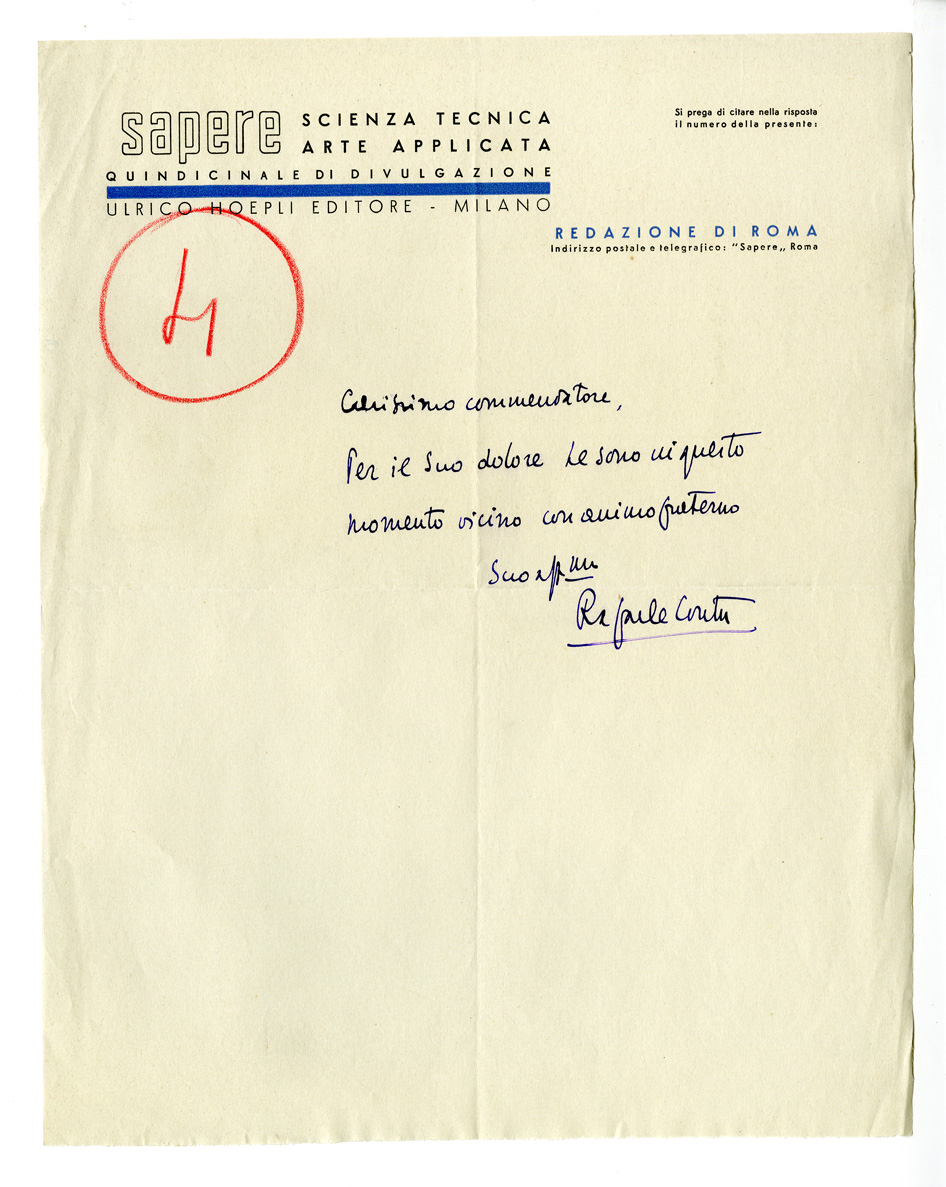 sapere SCIENZA TECNICA
ARTE APPLICATA
QUINDICINALE DI DIVULGAZIONE
ULRICO HOEPLI EDITORE - MILANO
Si prega di citare nella risposta
il numero della presente:
REDAZIONE DI ROMA
Indirizzo postale e telegrafico: "Sapere„ Roma
4
Carissimo commendatore,
Per il Suo dolore Le sono in questo
momento vicino con animo fraterno
Suo aff.mo
Rafaele Contu